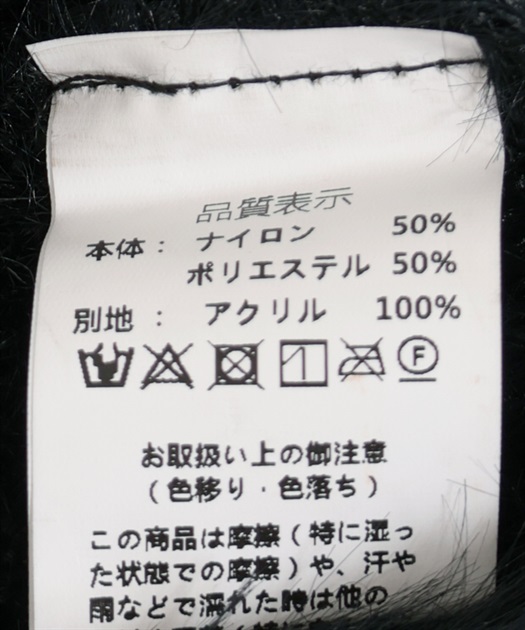 品質表示
本体： ナイロン 50%
ポリエステル 50%
別地： アクリル 100%
F
お取扱い上の御注意
（色移り・色落ち）
この商品は摩擦（特に湿っ
た状態での摩擦）や、汗や
雨などで濡れた時は他の